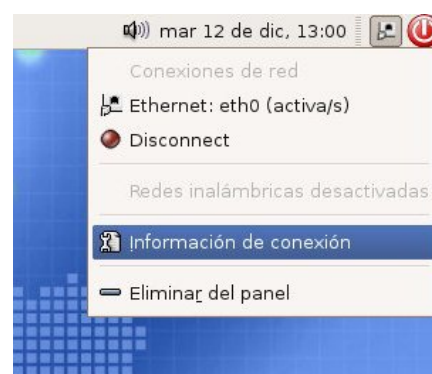 mar 12 de dic, 13:00
Conexiones de red
Ethernet: eth0 (activa/s)
Disconnect
Redes inalámbricas desactivadas
Información de conexión
Eliminar del panel